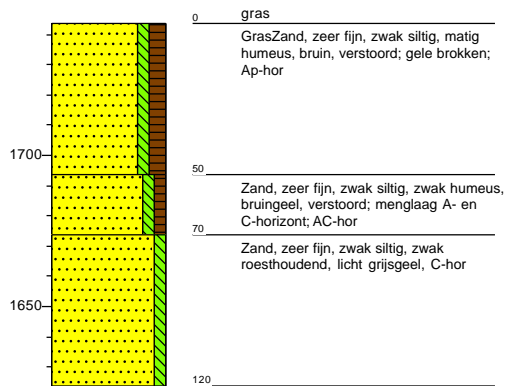 0 gras
GrasZand, zeer fijn, zwak siltig, matig
humeus, bruin, verstoord; gele brokken;
Ap-hor
1700
50
Zand, zeer fijn, zwak siltig, zwak humeus,
bruingeel, verstoord; menglaag A- en
C-horizont; AC-hor
70
Zand, zeer fijn, zwak siltig, zwak
roesthoudend, licht grijsgeel, C-hor
1650
120